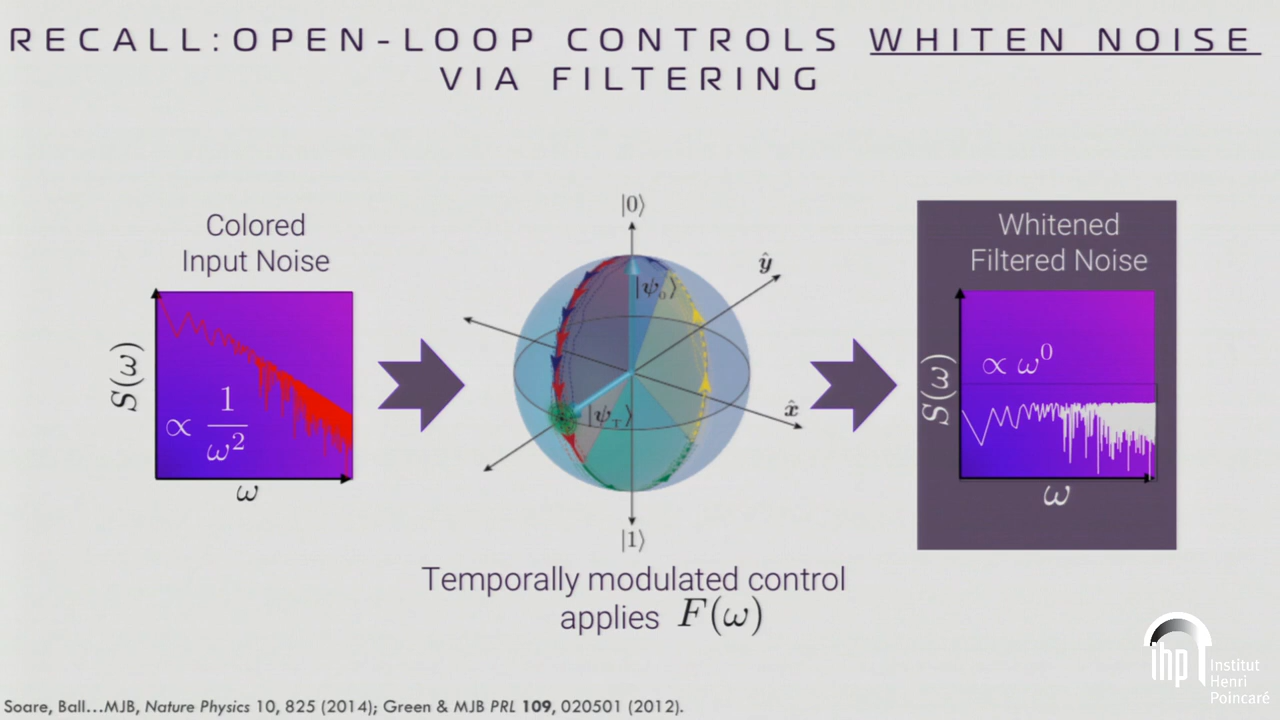 RECALL: OPEN-LOOP CONTROLS WHITEN NOISE
VIA FILTERING
Colored
Input Noise
S(ω)
∝ 1/ω²
ω
|0⟩
ŷ
|ψ₀⟩
x̂
|ψ_T⟩
|1⟩
Temporally modulated control
applies F(ω)
Whitened
Filtered Noise
S(ω)
∝ ω⁰
ω
ihp Institut
Henri
Poincaré
Soare, Ball...MJB, Nature Physics 10, 825 (2014); Green & MJB PRL 109, 020501 (2012).